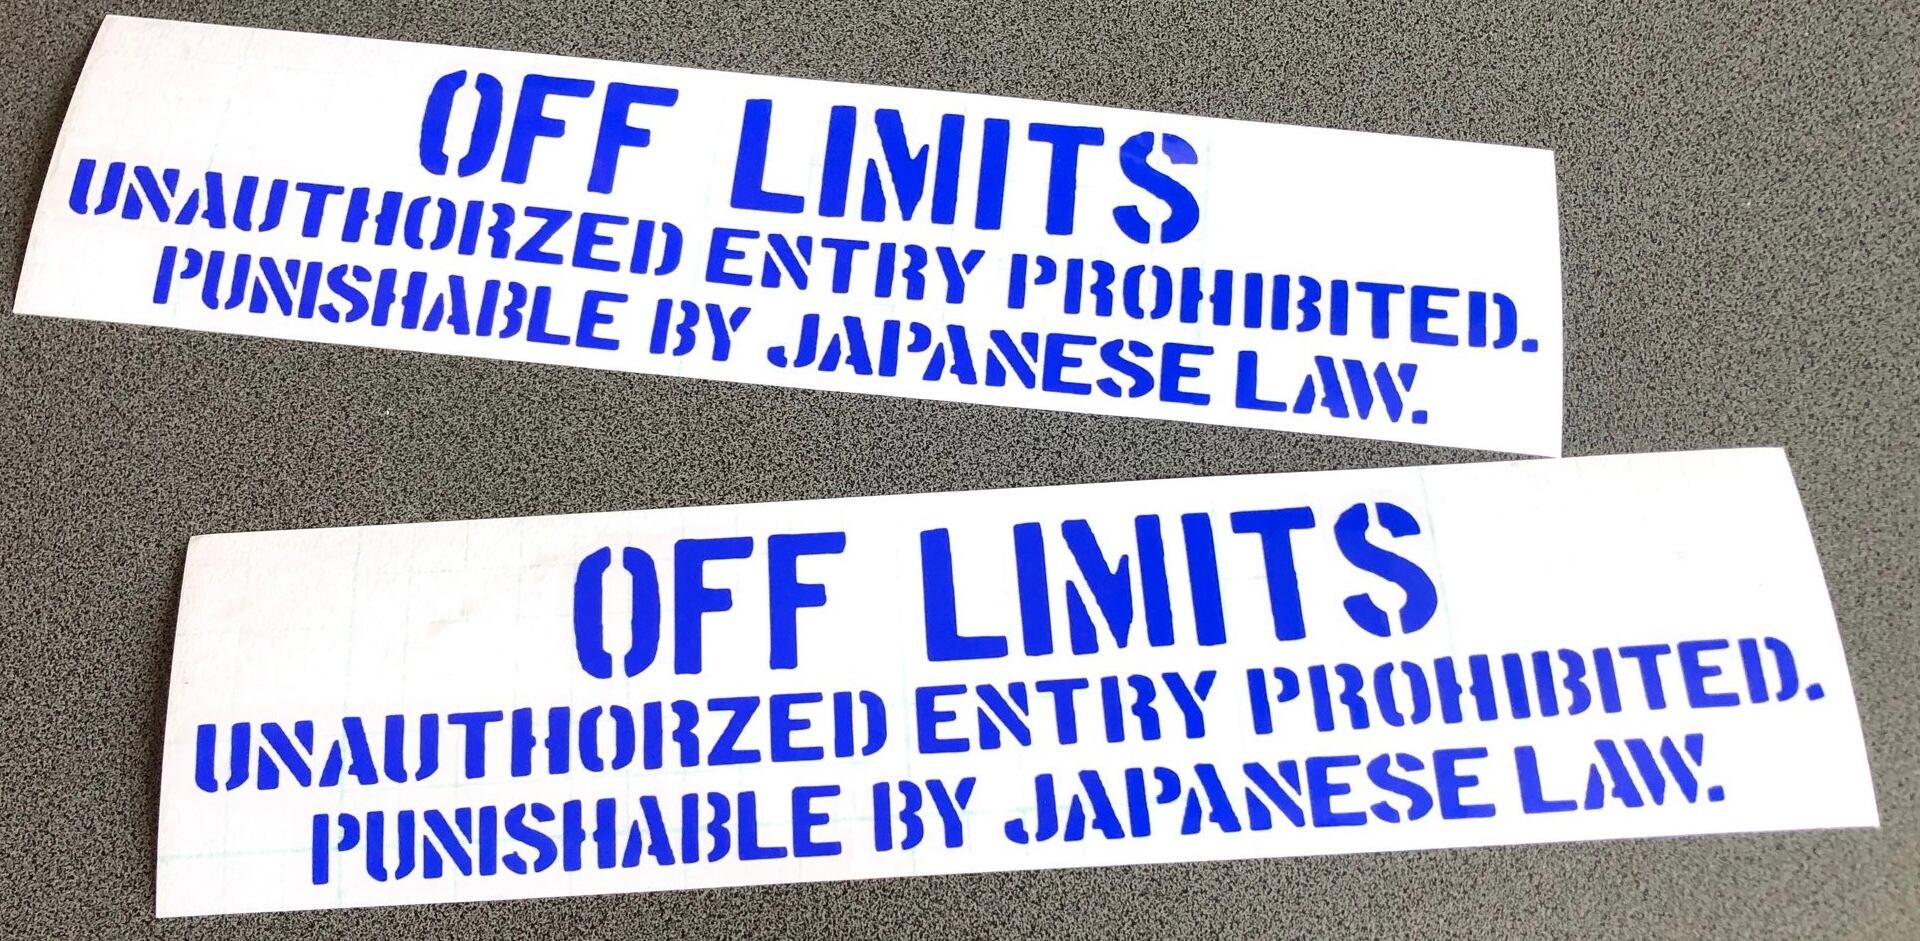 OFF LIMITS
UNAUTHORZED ENTRY PROHIBITED.
PUNISHABLE BY JAPANESE LAW.
OFF LIMITS
UNAUTHORZED ENTRY PROHIBITED.
PUNISHABLE BY JAPANESE LAW.